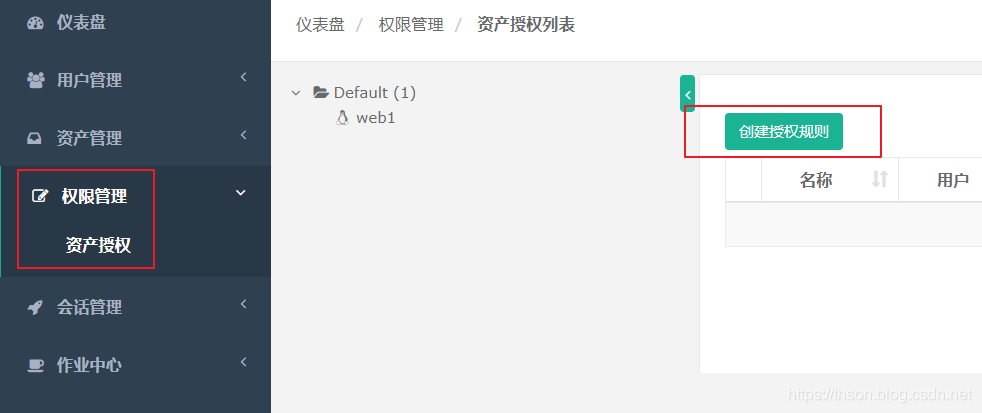 仪表盘
用户管理
资产管理
权限管理
资产授权
会话管理
作业中心
仪表盘 / 权限管理 / 资产授权列表
Default (1)
web1
创建授权规则
名称 用户
https://thson.blog.csdn.net